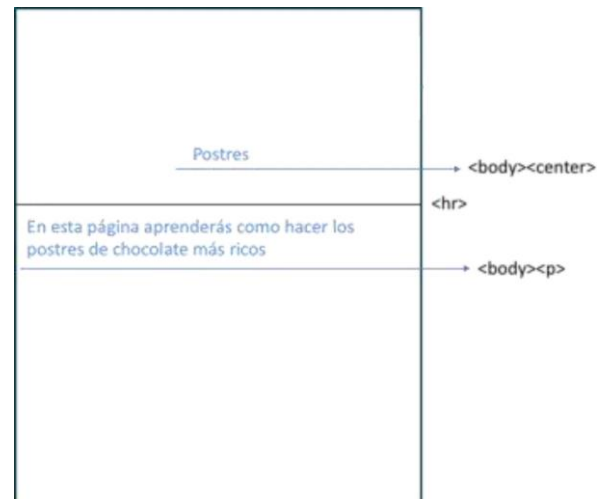 Postres
<body><center>
<hr>
En esta página aprenderás como hacer los
postres de chocolate más ricos
<body><p>